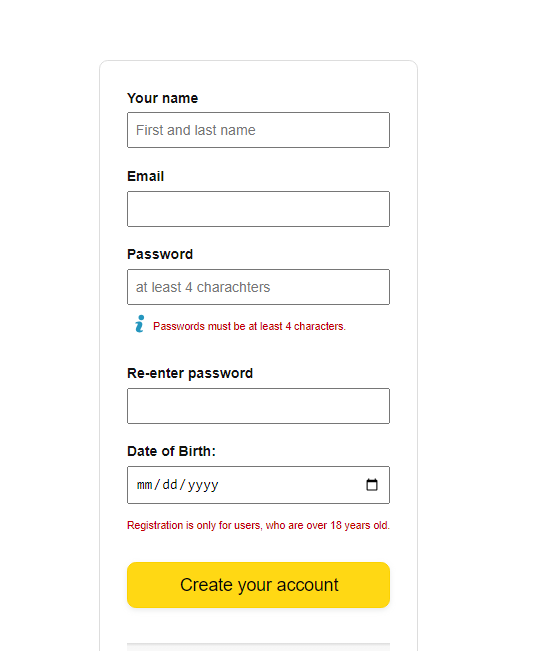 Your name
First and last name
Email
Password
at least 4 charachters
Passwords must be at least 4 characters.
Re-enter password
Date of Birth:
mm/dd/yyyy
Registration is only for users, who are over 18 years old.
Create your account